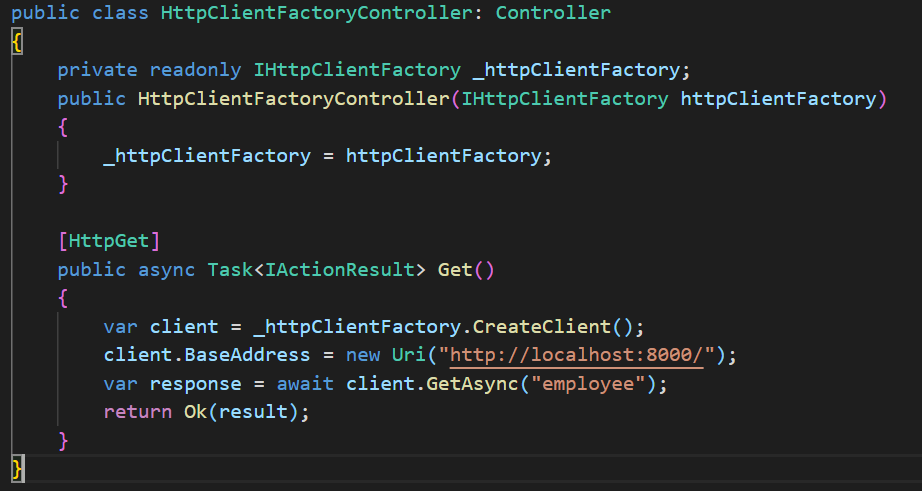 public class HttpClientFactoryController: Controller
{
    private readonly IHttpClientFactory _httpClientFactory;
    public HttpClientFactoryController(IHttpClientFactory httpClientFactory)
    {
        _httpClientFactory = httpClientFactory;
    }

    [HttpGet]
    public async Task<IActionResult> Get()
    {
        var client = _httpClientFactory.CreateClient();
        client.BaseAddress = new Uri("http://localhost:8000/");
        var response = await client.GetAsync("employee");
        return Ok(result);
    }
}